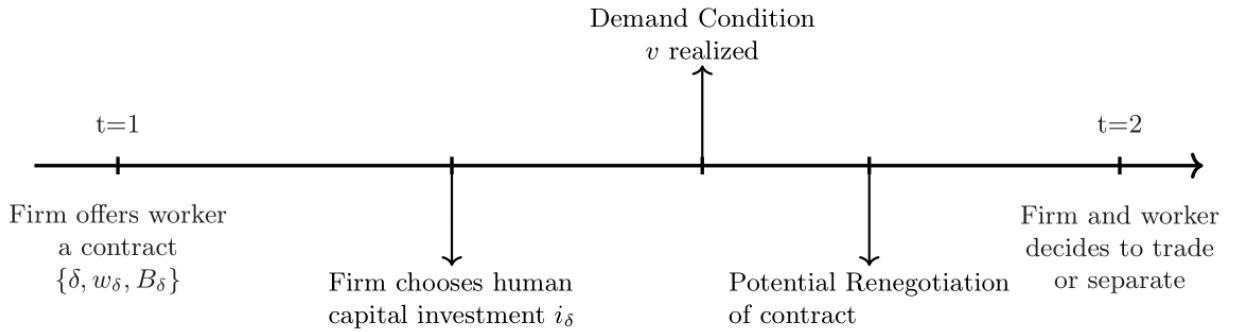 Demand Condition
v realized
t=1
t=2
Firm offers worker
a contract
{δ, w_δ, B_δ}
Firm chooses human
capital investment i_δ
Potential Renegotiation
of contract
Firm and worker
decides to trade
or separate